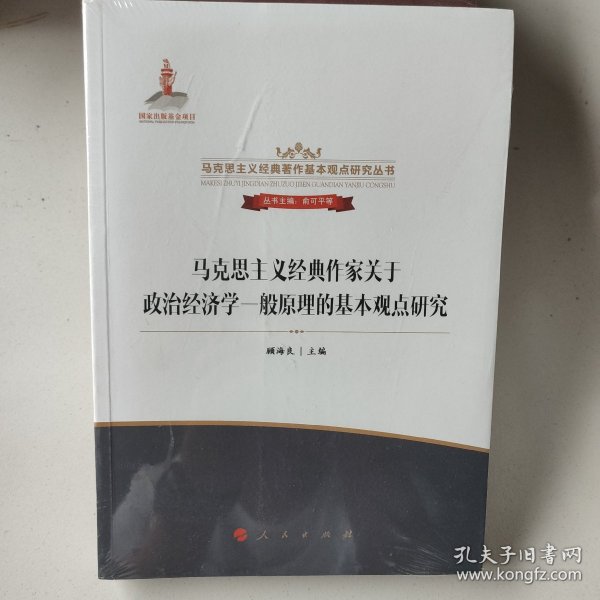 国家出版基金项目
NATIONAL PUBLICATION FOUNDATION
马克思主义经典著作基本观点研究丛书
MAKESI ZHUYI JINGDIAN ZHUZUO JIBEN GUANDIAN YANJIU CONGSHU
丛书主编：俞可平等
马克思主义经典作家关于
政治经济学一般原理的基本观点研究
顾海良 | 主编
人民出版社
孔夫子旧书网
www.kongfz.com